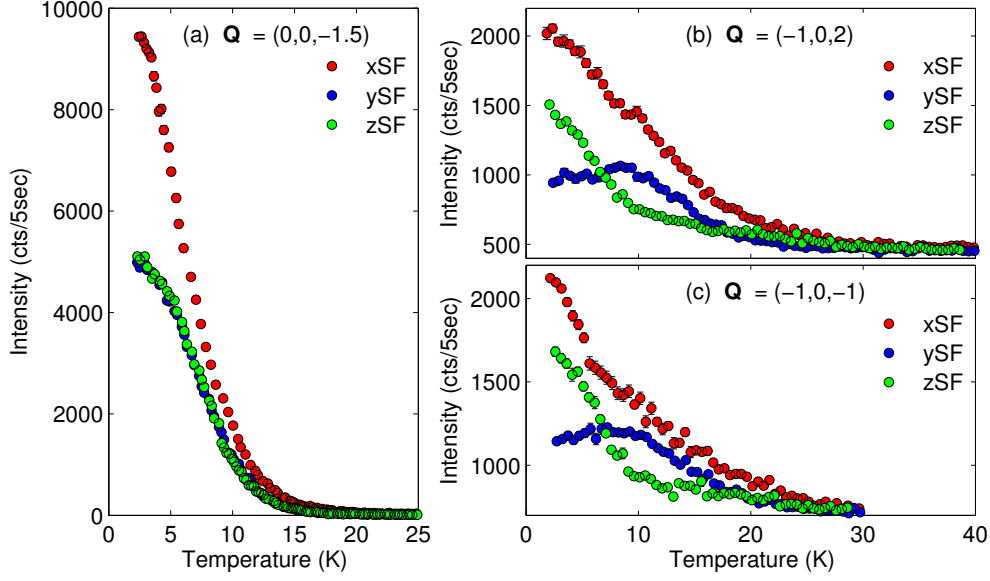 (a) Q = (0,0,−1.5)
xSF
ySF
zSF
Intensity (cts/5sec)
10000
8000
6000
4000
2000
0
0 5 10 15 20 25
Temperature (K)
(b) Q = (−1,0,2)
xSF
ySF
zSF
Intensity (cts/5sec)
2000
1500
1000
500
(c) Q = (−1,0,−1)
xSF
ySF
zSF
Intensity (cts/5sec)
2000
1500
1000
0 10 20 30 40
Temperature (K)